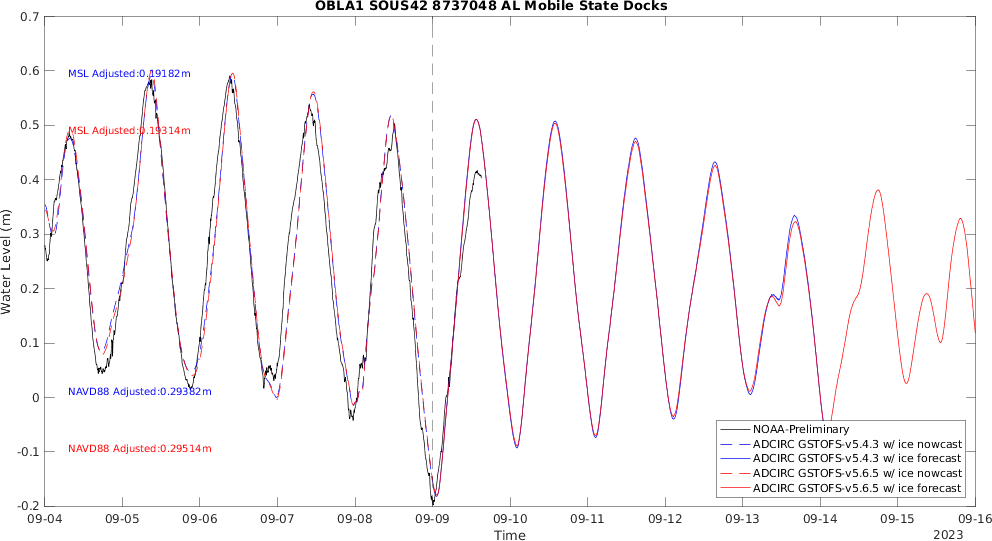 OBLA1 SOUS42 8737048 AL Mobile State Docks
0.7
0.6
0.5
0.4
0.3
0.2
0.1
0
-0.1
-0.2
Water Level (m)
MSL Adjusted:0.19182m
MSL Adjusted:0.19314m
NAVD88 Adjusted:0.29382m
NAVD88 Adjusted:0.29514m
NOAA-Preliminary
ADCIRC GSTOFS-v5.4.3 w/ ice nowcast
ADCIRC GSTOFS-v5.4.3 w/ ice forecast
ADCIRC GSTOFS-v5.6.5 w/ ice nowcast
ADCIRC GSTOFS-v5.6.5 w/ ice forecast
09-04 09-05 09-06 09-07 09-08 09-09 09-10 09-11 09-12 09-13 09-14 09-15 09-16
Time
2023